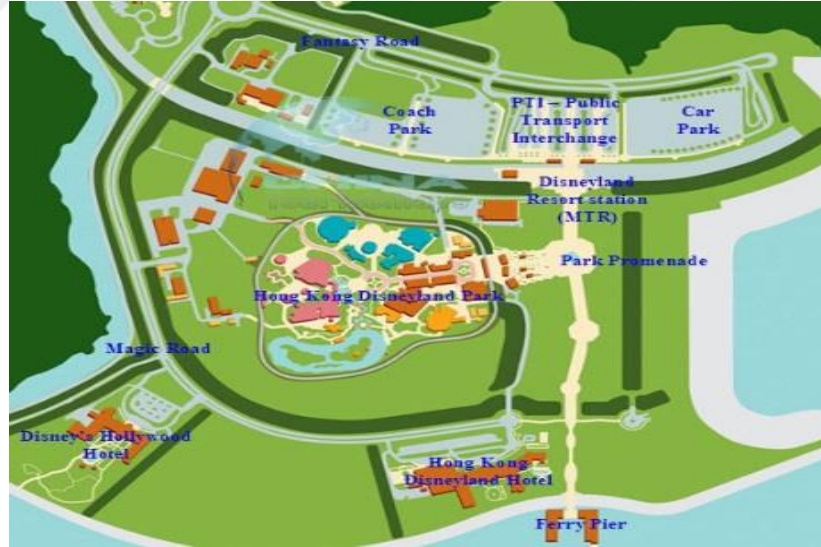 Fantasy Road
Coach
Park
PTI – Public
Transport
Interchange
Car
Park
Disneyland
Resort station
(MTR)
Park Promenade
Houg Kong Disneyland Park
Magic Road
Disney's Hollywood
Hotel
Hong Kong
Disneyland Hotel
Ferry Pier